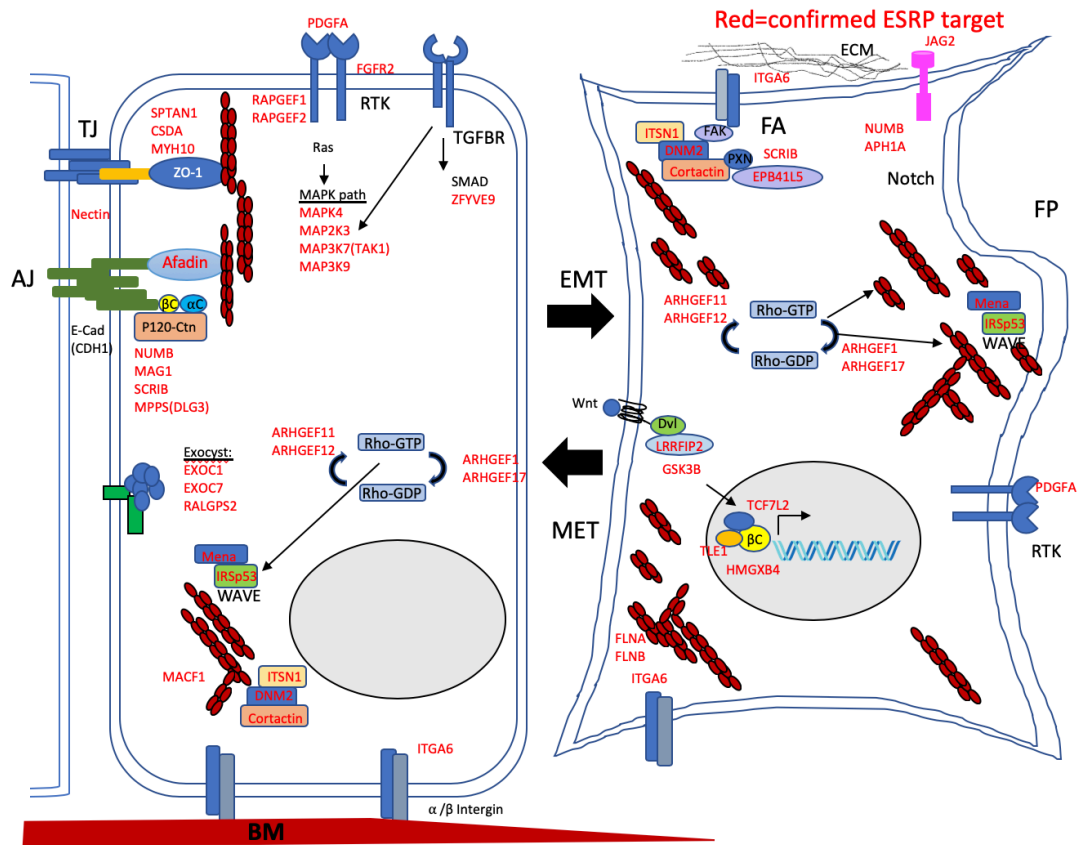 Red=confirmed ESRP target
PDGFA
FGFR2
RTK
RAPGEF1
RAPGEF2
TGFBR
TJ
SPTAN1
CSDA
MYH10
ZO-1
Nectin
Ras
MAPK path
MAPK4
MAP2K3
MAP3K7(TAK1)
MAP3K9
SMAD
ZFYVE9
AJ
Afadin
βC
αC
P120-Ctn
E-Cad
(CDH1)
NUMB
MAG1
SCRIB
MPPS(DLG3)
Exocyst:
EXOC1
EXOC7
RALGPS2
ARHGEF11
ARHGEF12
Rho-GTP
Rho-GDP
ARHGEF1
ARHGEF17
Mena
IRSp53
WAVE
MACF1
ITSN1
DNM2
Cortactin
ITGA6
α /β Intergin
BM
EMT
MET
ECM
ITGA6
JAG2
FA
FAK
ITSN1
DNM2
Cortactin
PXN
SCRIB
EPB41L5
NUMB
APH1A
Notch
FP
ARHGEF11
ARHGEF12
Rho-GTP
Rho-GDP
ARHGEF1
ARHGEF17
Mena
IRSp53
WAVE
Wnt
Dvl
LRRFIP2
GSK3B
TCF7L2
TLE1
βC
HMGXB4
PDGFA
RTK
FLNA
FLNB
ITGA6